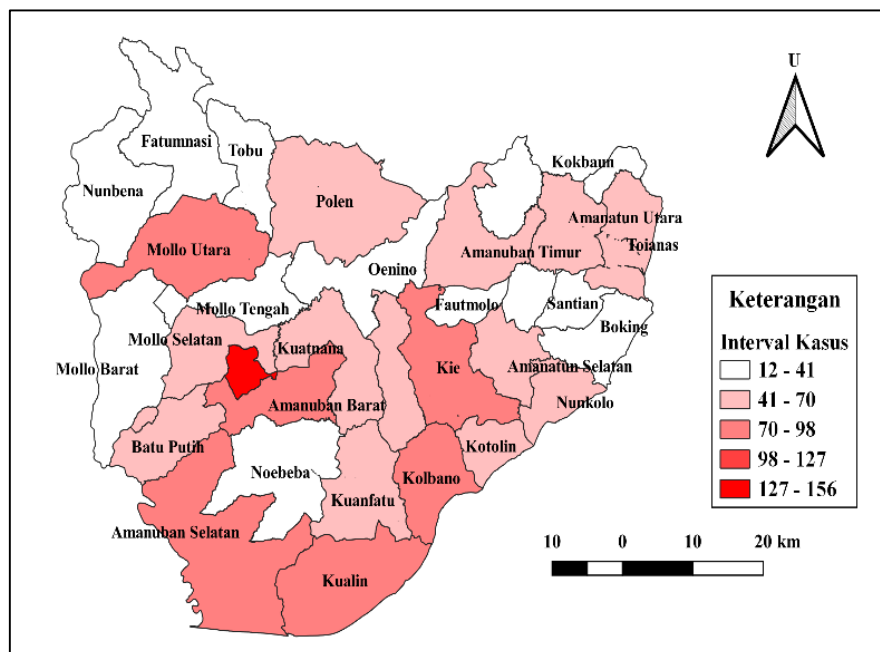 U
Fatumnasi
Tobu
Kokbaun
Nunbena
Polen
Amanatun Utara
Mollo Utara
Amanuban Timur
Toianas
Oenino
Mollo Tengah
Fautmolo
Santian
Boking
Mollo Selatan
Kuatnana
Mollo Barat
Kie
Amanatun Selatan
Amanuban Barat
Nunkolo
Batu Putih
Kotolin
Noebeba
Kolbano
Kuanfatu
Amanuban Selatan
Kualin
Keterangan
Interval Kasus
12 - 41
41 - 70
70 - 98
98 - 127
127 - 156
10 0 10 20 km